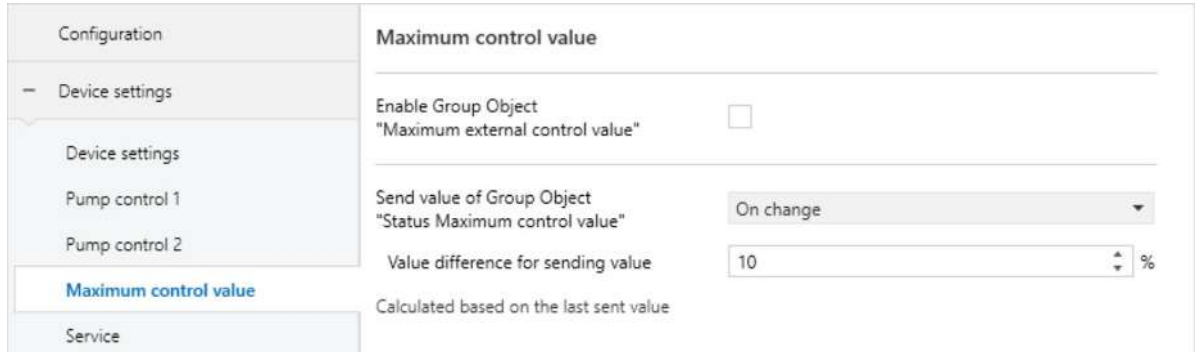 Configuration
Device settings
Device settings
Pump control 1
Pump control 2
Maximum control value
Service
Maximum control value
Enable Group Object
"Maximum external control value"
Send value of Group Object
"Status Maximum control value"
On change
Value difference for sending value
10
%
Calculated based on the last sent value